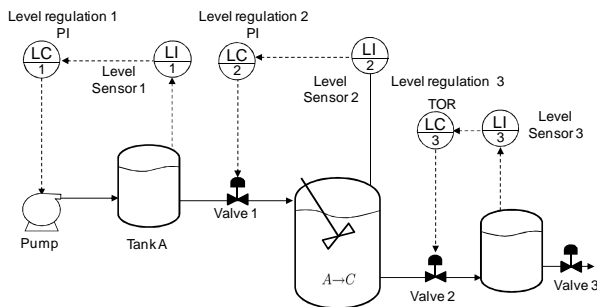 Level regulation 1
PI
LC
1
LI
1
Level
Sensor 1
Level regulation 2
PI
LC
2
LI
2
Level
Sensor 2
Level regulation 3
TOR
LC
3
LI
3
Level
Sensor 3
Pump
Tank A
Valve 1
A→C
Valve 2
Valve 3